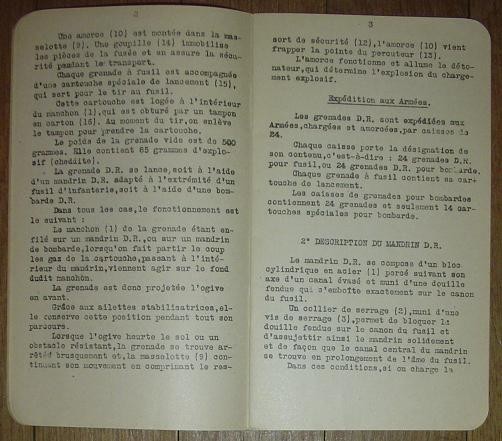 2
Une amorce (10) est montée dans la mas-
selotte (9). Une goupille (14) immobilise
les pièces de la fusée et en assure la sécu-
rité pendant le transport.
Chaque grenade à fusil est accompagnée
d'une cartouche spéciale de lancement (15),
qui sert pour le tir au fusil.
Cette cartouche est logée à l'intérieur
du manchon (1),qui est obturé par un tampon
en carton (16). Au moment du tir,on enlève
le tampon pour prendre la cartouche.
Le poids de la grenade vide est de 500
grammes. Elle contient 65 grammes d'explo-
sif (cheddite).
La grenade D.R. se lance,soit à l'aide
d'un mandrin D.R. adapté à l'extrémité d'un
fusil d'infanterie,soit à l'aide d'une bom-
barde D.R.
Dans tous les cas,le fonctionnement est
le suivant :
Le manchon (1) de la grenade étant en-
filé sur un mandrin D.R.,ou sur un mandrin
de bombarde,lorsqu'on fait partir le coup
les gas de la cartouche,passant à l'inté-
rieur du mandrin,viennent agir sur le fond
dudit manchon.
La grenade est donc projetée l'ogive
en avant.
Grâce aux ailettes stabilisatrices,el-
le conserve cette position pendant tout son
parcours.
Lorsque l'ogive heurte le sol ou un
obstacle résistant,la grenade se trouve ar-
rêtée brusquement et,la masselotte (9) con-
tinuant son mouvement en comprimant le res-
3
sort de sécurité (12),l'amorce (10) vient
frapper la pointe du percuteur (13).
L'amorce fonctionne et allume le déto-
nateur,qui détermine l'explosion du charge-
ment explosif.
Expédition aux Armées.
Les grenades D.R. sont expédiées aux
Armées,chargées et amorcées,par caisses de
24.
Chaque caisse porte la désignation de
son contenu,c'est-à-dire : 24 grenades D.R.
pour fusil,ou 24 grenades D.R. pour bombarde.
Chaque grenade à fusil contient sa car-
touche de lancement.
Les caisses de grenades pour bombardes
contiennent 24 grenades et seulement 14 car-
touches spéciales pour bombarde.
2° DESCRIPTION DU MANDRIN D.R.
Le mandrin D.R. se compose d'un bloc
cylindrique en acier (1) porcé suivant son
axe d'un canal évasé et muni d'une douille
fendue qui s'emboîte exactement sur le canon
du fusil.
Un collier de serrage (2),muni d'une
vis de serrage (3),permet de bloquer la
douille fendue sur le canon du fusil et
d'assujettir ainsi le mandrin solidement
et de façon que le canal central du mandrin
se trouve en prolongement de l'âme du fusil.
Dans ces conditions,si on charge la